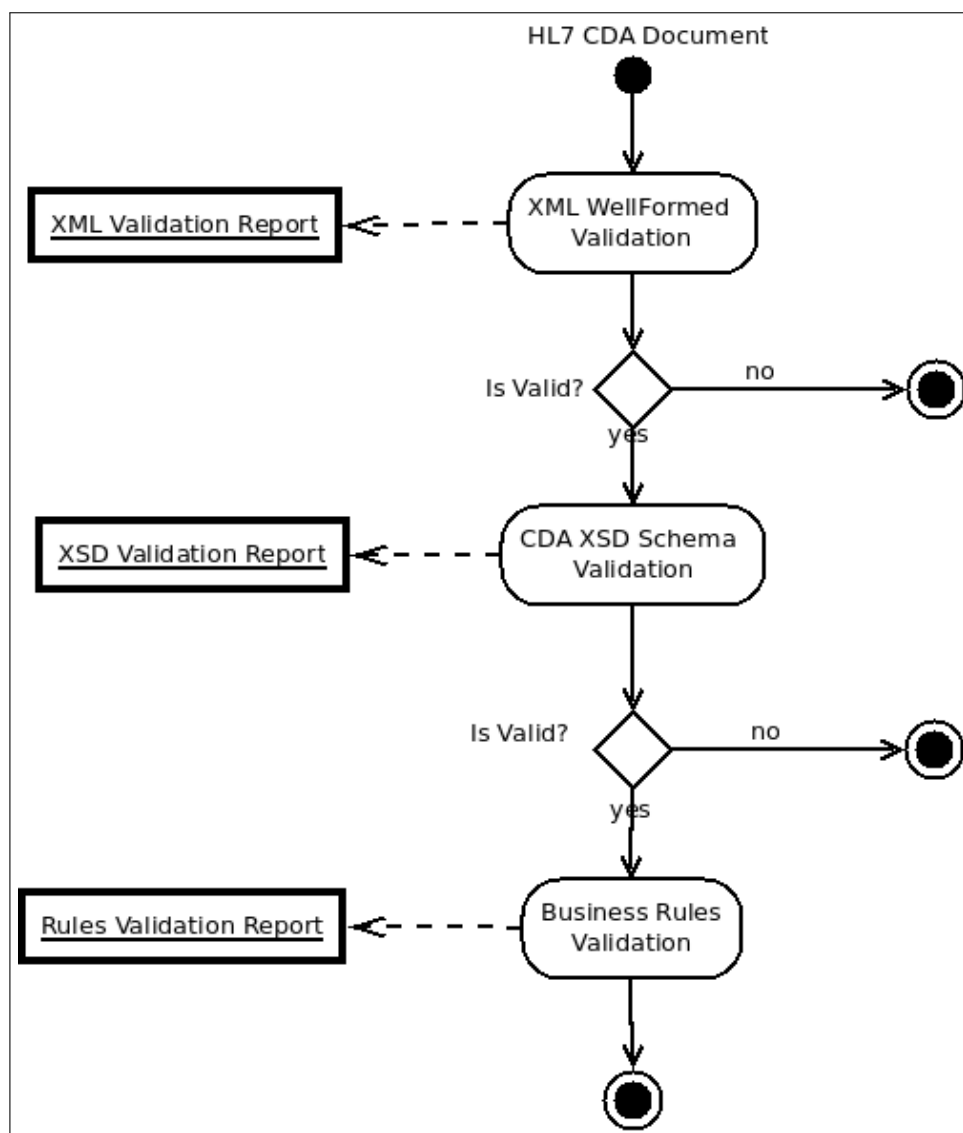 HL7 CDA Document
XML WellFormed
Validation
XML Validation Report
Is Valid?
no
yes
CDA XSD Schema
Validation
XSD Validation Report
Is Valid?
no
yes
Business Rules
Validation
Rules Validation Report